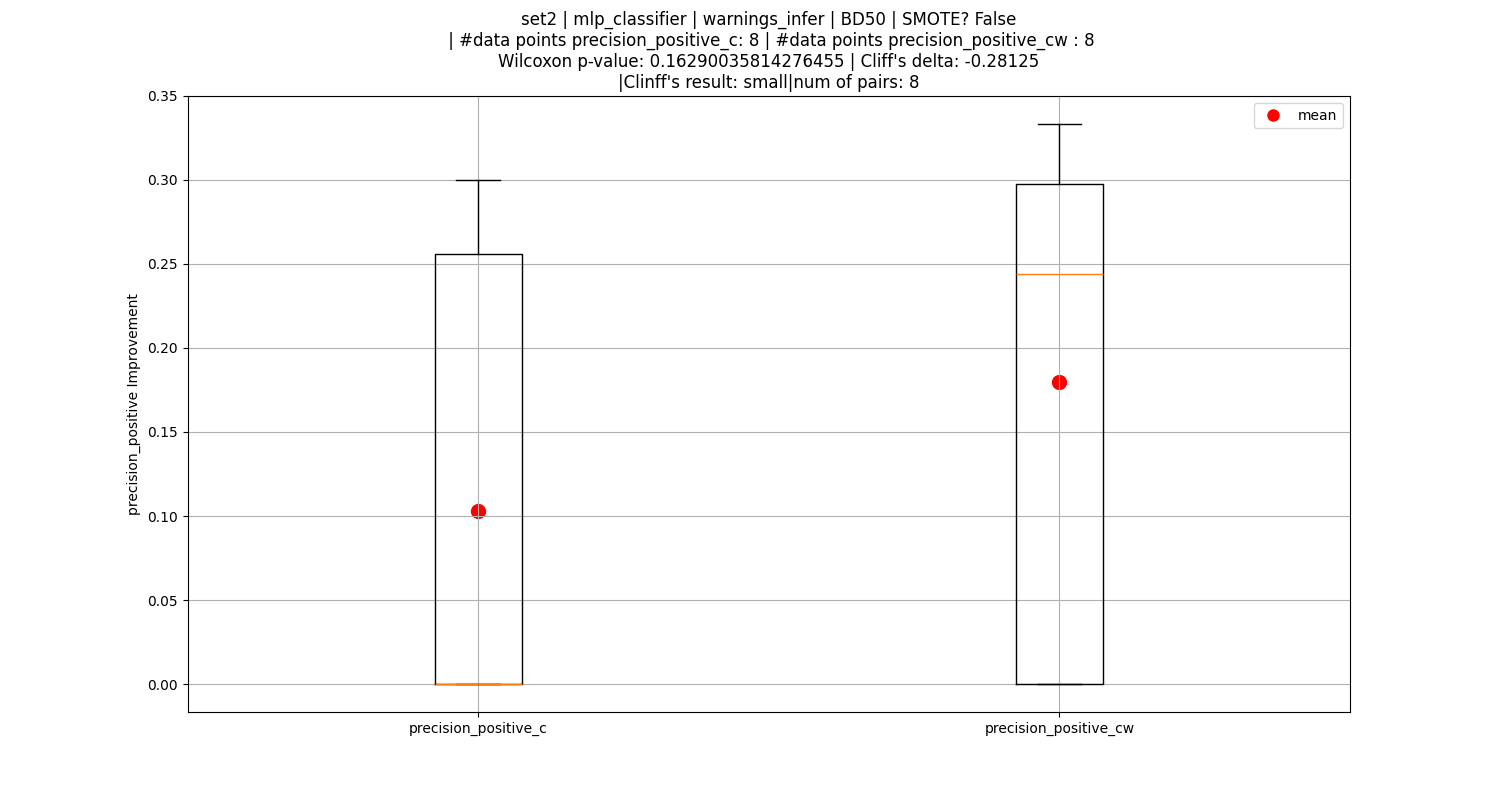 set2 | mlp_classifier | warnings_infer | BD50 | SMOTE? False
| #data points precision_positive_c: 8 | #data points precision_positive_cw : 8
Wilcoxon p-value: 0.16290035814276455 | Cliff's delta: -0.28125
|Clinff's result: small|num of pairs: 8
mean
precision_positive Improvement
0.35
0.30
0.25
0.20
0.15
0.10
0.05
0.00
precision_positive_c
precision_positive_cw